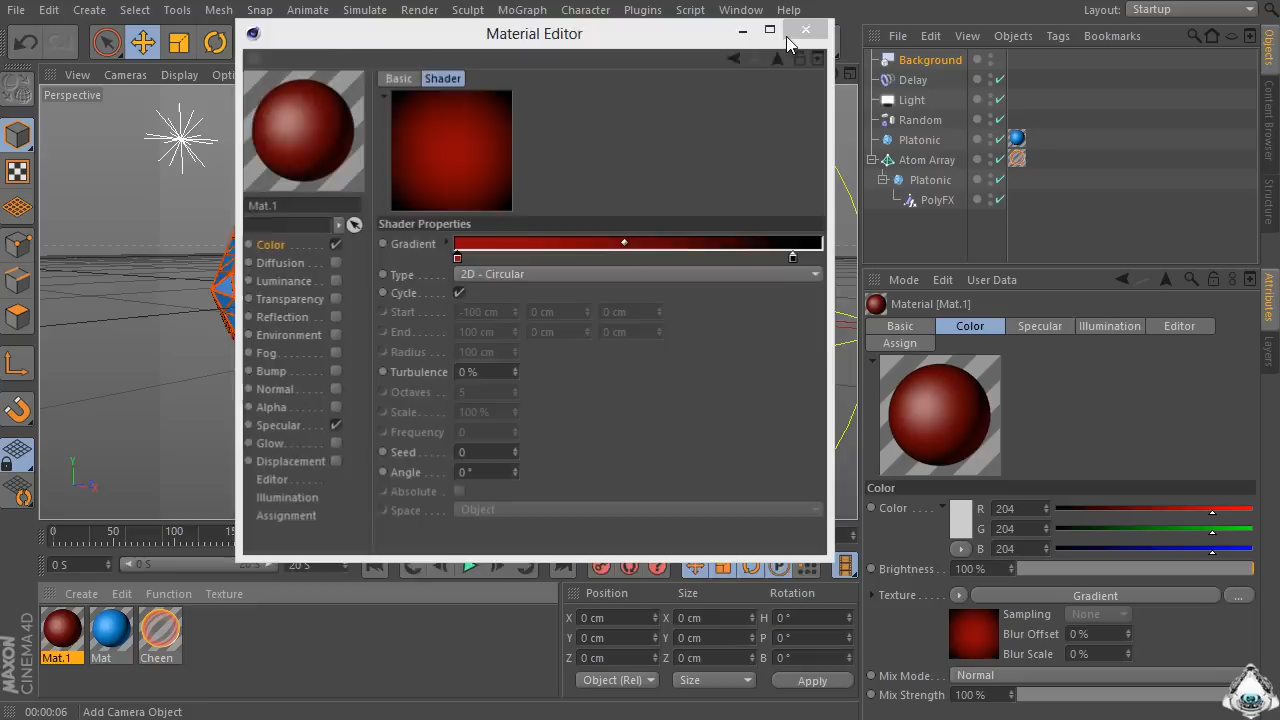 File Edit Create Select Tools Mesh Snap Animate Simulate Render Sculpt MoGraph Character Plugins Script Window Help Layout: Startup
Material Editor
View Cameras Display
Perspective
Basic Shader
Mat.1
Color
Diffusion
Luminance
Transparency
Reflection
Environment
Fog
Bump
Normal
Alpha
Specular
Glow
Displacement
Editor
Illumination
Assignment
Shader Properties
Gradient
Type 2D - Circular
Cycle
Start -100 cm 0 cm 0 cm
End 100 cm 0 cm 0 cm
Radius 100 cm
Turbulence 0 %
Octaves 5
Scale 100 %
Frequency 0
Seed 0
Angle 0 °
Absolute
Space Object
File Edit View Objects Tags Bookmarks
Background
Delay
Light
Random
Platonic
Atom Array
Platonic
PolyFX
Objects
Content Browser
Structure
Mode Edit User Data
Material [Mat.1]
Basic Color Specular Illumination Editor
Assign
Color
Color R 204
G 204
B 204
Brightness 100 %
Texture Gradient ...
Sampling None
Blur Offset 0 %
Blur Scale 0 %
Mix Mode Normal
Mix Strength 100 %
Attributes
Layers
0 50 100 150
0 S 0 S 20 S 20 S
Create Edit Function Texture
Mat.1 Mat Cheen
Position Size Rotation
X 0 cm X 0 cm H 0 °
Y 0 cm Y 0 cm P 0 °
Z 0 cm Z 0 cm B 0 °
Object (Rel) Size Apply
MAXON
CINEMA 4D
00:00:06 Add Camera Object